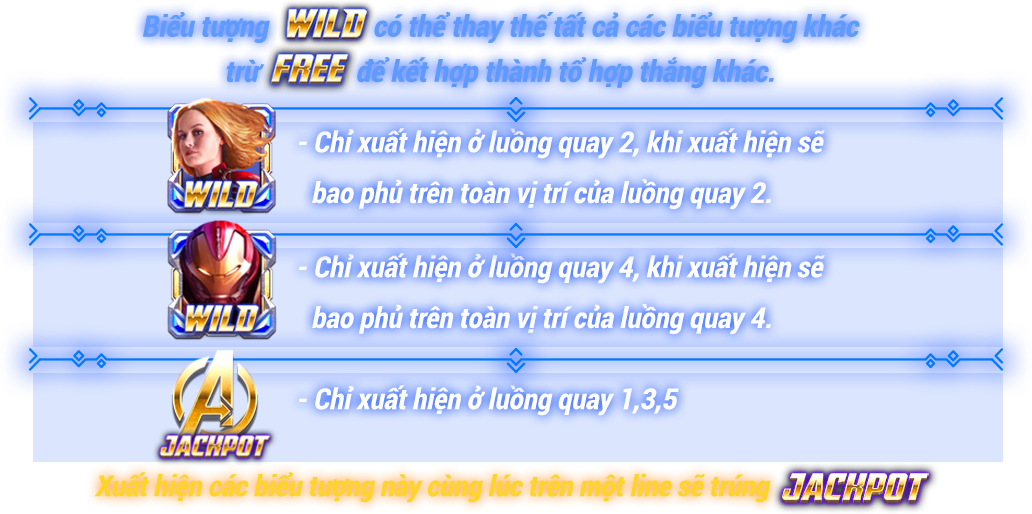 Biểu tượng WILD có thể thay thế tất cả các biểu tượng khác
trừ FREE để kết hợp thành tổ hợp thắng khác.
- Chỉ xuất hiện ở luồng quay 2, khi xuất hiện sẽ
bao phủ trên toàn vị trí của luồng quay 2.
WILD
- Chỉ xuất hiện ở luồng quay 4, khi xuất hiện sẽ
bao phủ trên toàn vị trí của luồng quay 4.
WILD
- Chỉ xuất hiện ở luồng quay 1,3,5
A
JACKPOT
Xuất hiện các biểu tượng này cùng lúc trên một line sẽ trúng JACKPOT